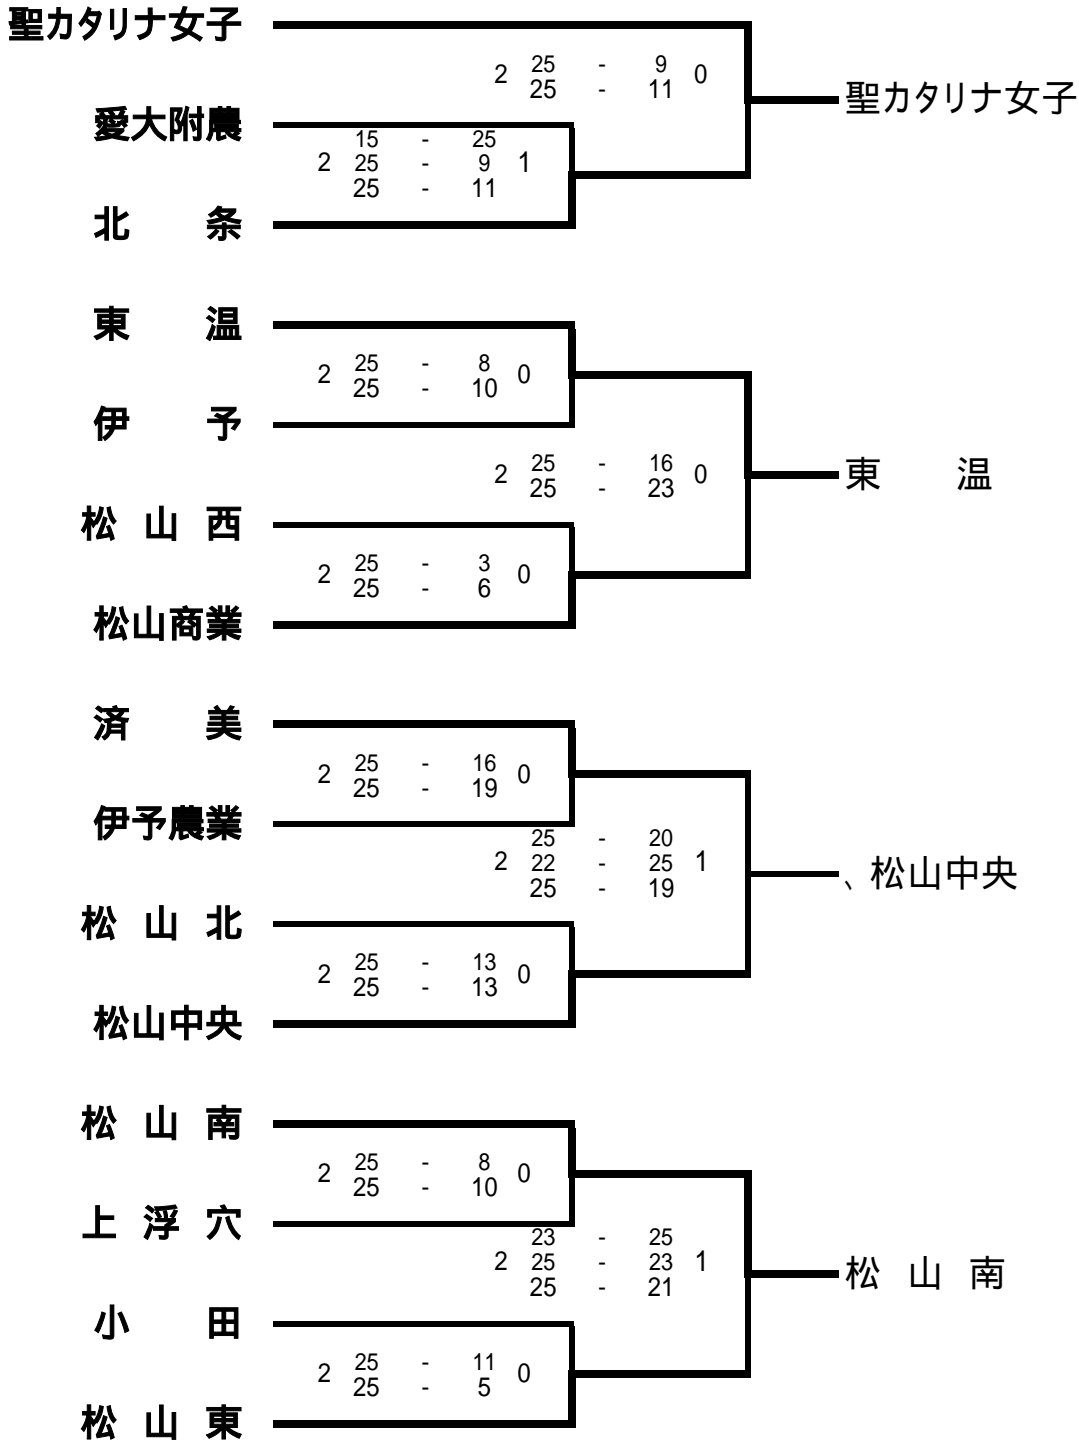 聖カタリナ女子
2 25 - 9 0
25 - 11
聖カタリナ女子
愛大附農
15 - 25
2 25 - 9 1
25 - 11
北 条
東 温
2 25 - 8 0
25 - 10
伊 予
2 25 - 16 0
25 - 23
東 温
松 山 西
2 25 - 3 0
25 - 6
松山商業
済 美
2 25 - 16 0
25 - 19
伊予農業
25 - 20
2 22 - 25 1
25 - 19
、松山中央
松 山 北
2 25 - 13 0
25 - 13
松山中央
松 山 南
2 25 - 8 0
25 - 10
上 浮 穴
23 - 25
2 25 - 23 1
25 - 21
松 山 南
小 田
2 25 - 11 0
25 - 5
松 山 東